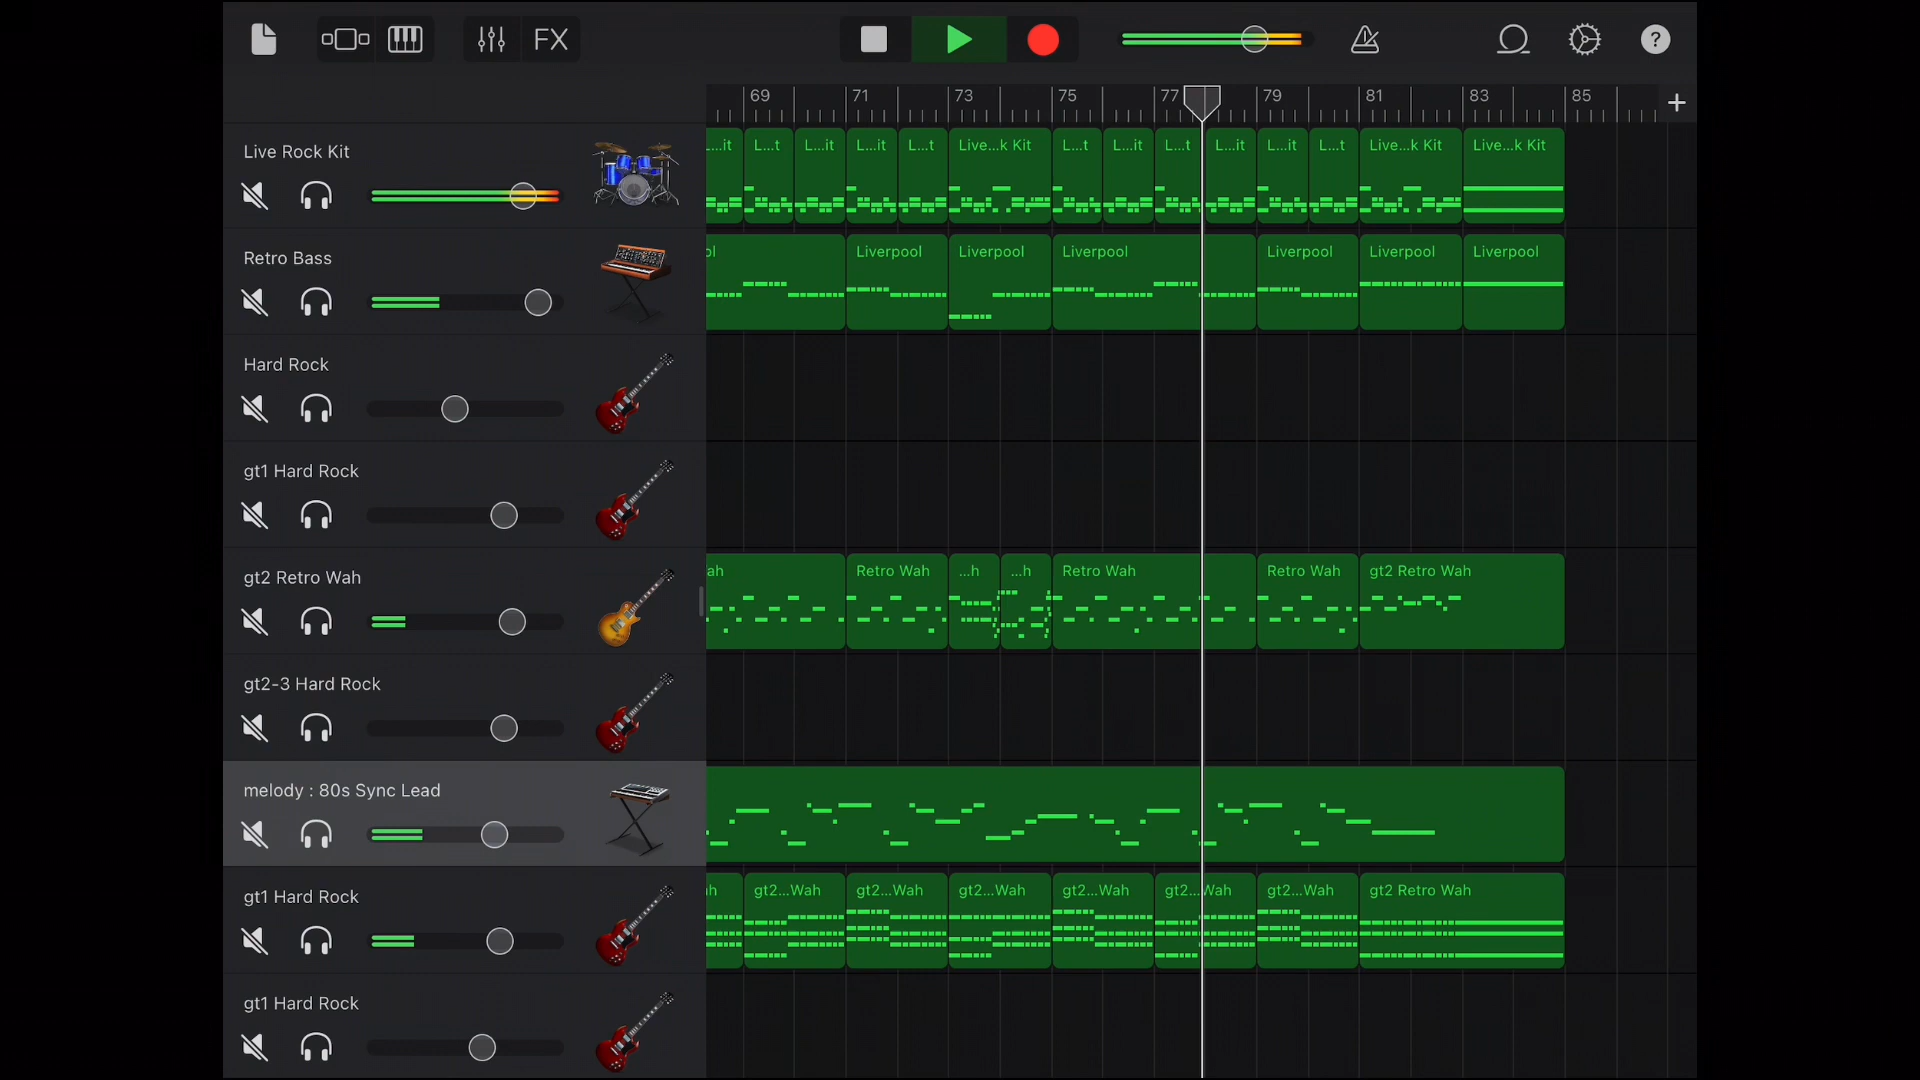 FX
?
69 71 73 75 77 79 81 83 85 +
Live Rock Kit
L...it L...t L...it L...it L...t Live...k Kit L...t L...it L...t L...it L...it L...t Live...k Kit Live...k Kit
Retro Bass
ol Liverpool Liverpool Liverpool Liverpool Liverpool Liverpool
Hard Rock
gt1 Hard Rock
gt2 Retro Wah
ah Retro Wah ...h ...h Retro Wah Retro Wah gt2 Retro Wah
gt2-3 Hard Rock
melody : 80s Sync Lead
gt1 Hard Rock
h gt2...Wah gt2...Wah gt2...Wah gt2...Wah gt2...Wah gt2...Wah gt2 Retro Wah
gt1 Hard Rock